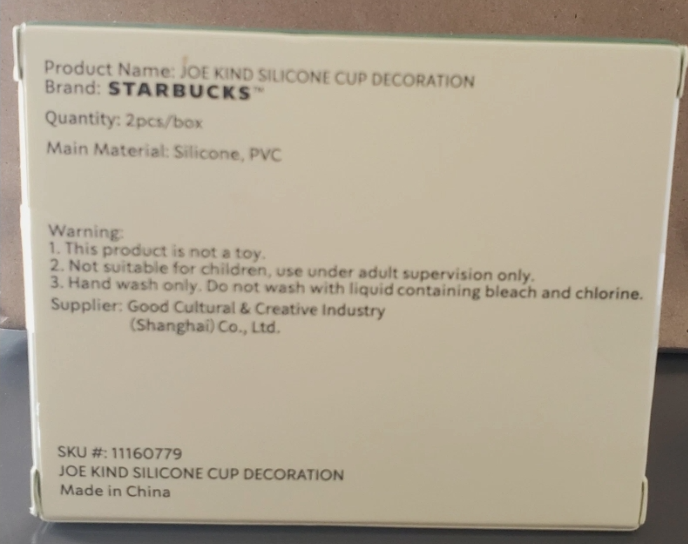 Product Name: JOE KIND SILICONE CUP DECORATION
Brand: STARBUCKS™
Quantity: 2pcs/box
Main Material: Silicone, PVC
Warning:
1. This product is not a toy.
2. Not suitable for children, use under adult supervision only.
3. Hand wash only. Do not wash with liquid containing bleach and chlorine.
Supplier: Good Cultural & Creative Industry
(Shanghai) Co., Ltd.
SKU #: 11160779
JOE KIND SILICONE CUP DECORATION
Made in China